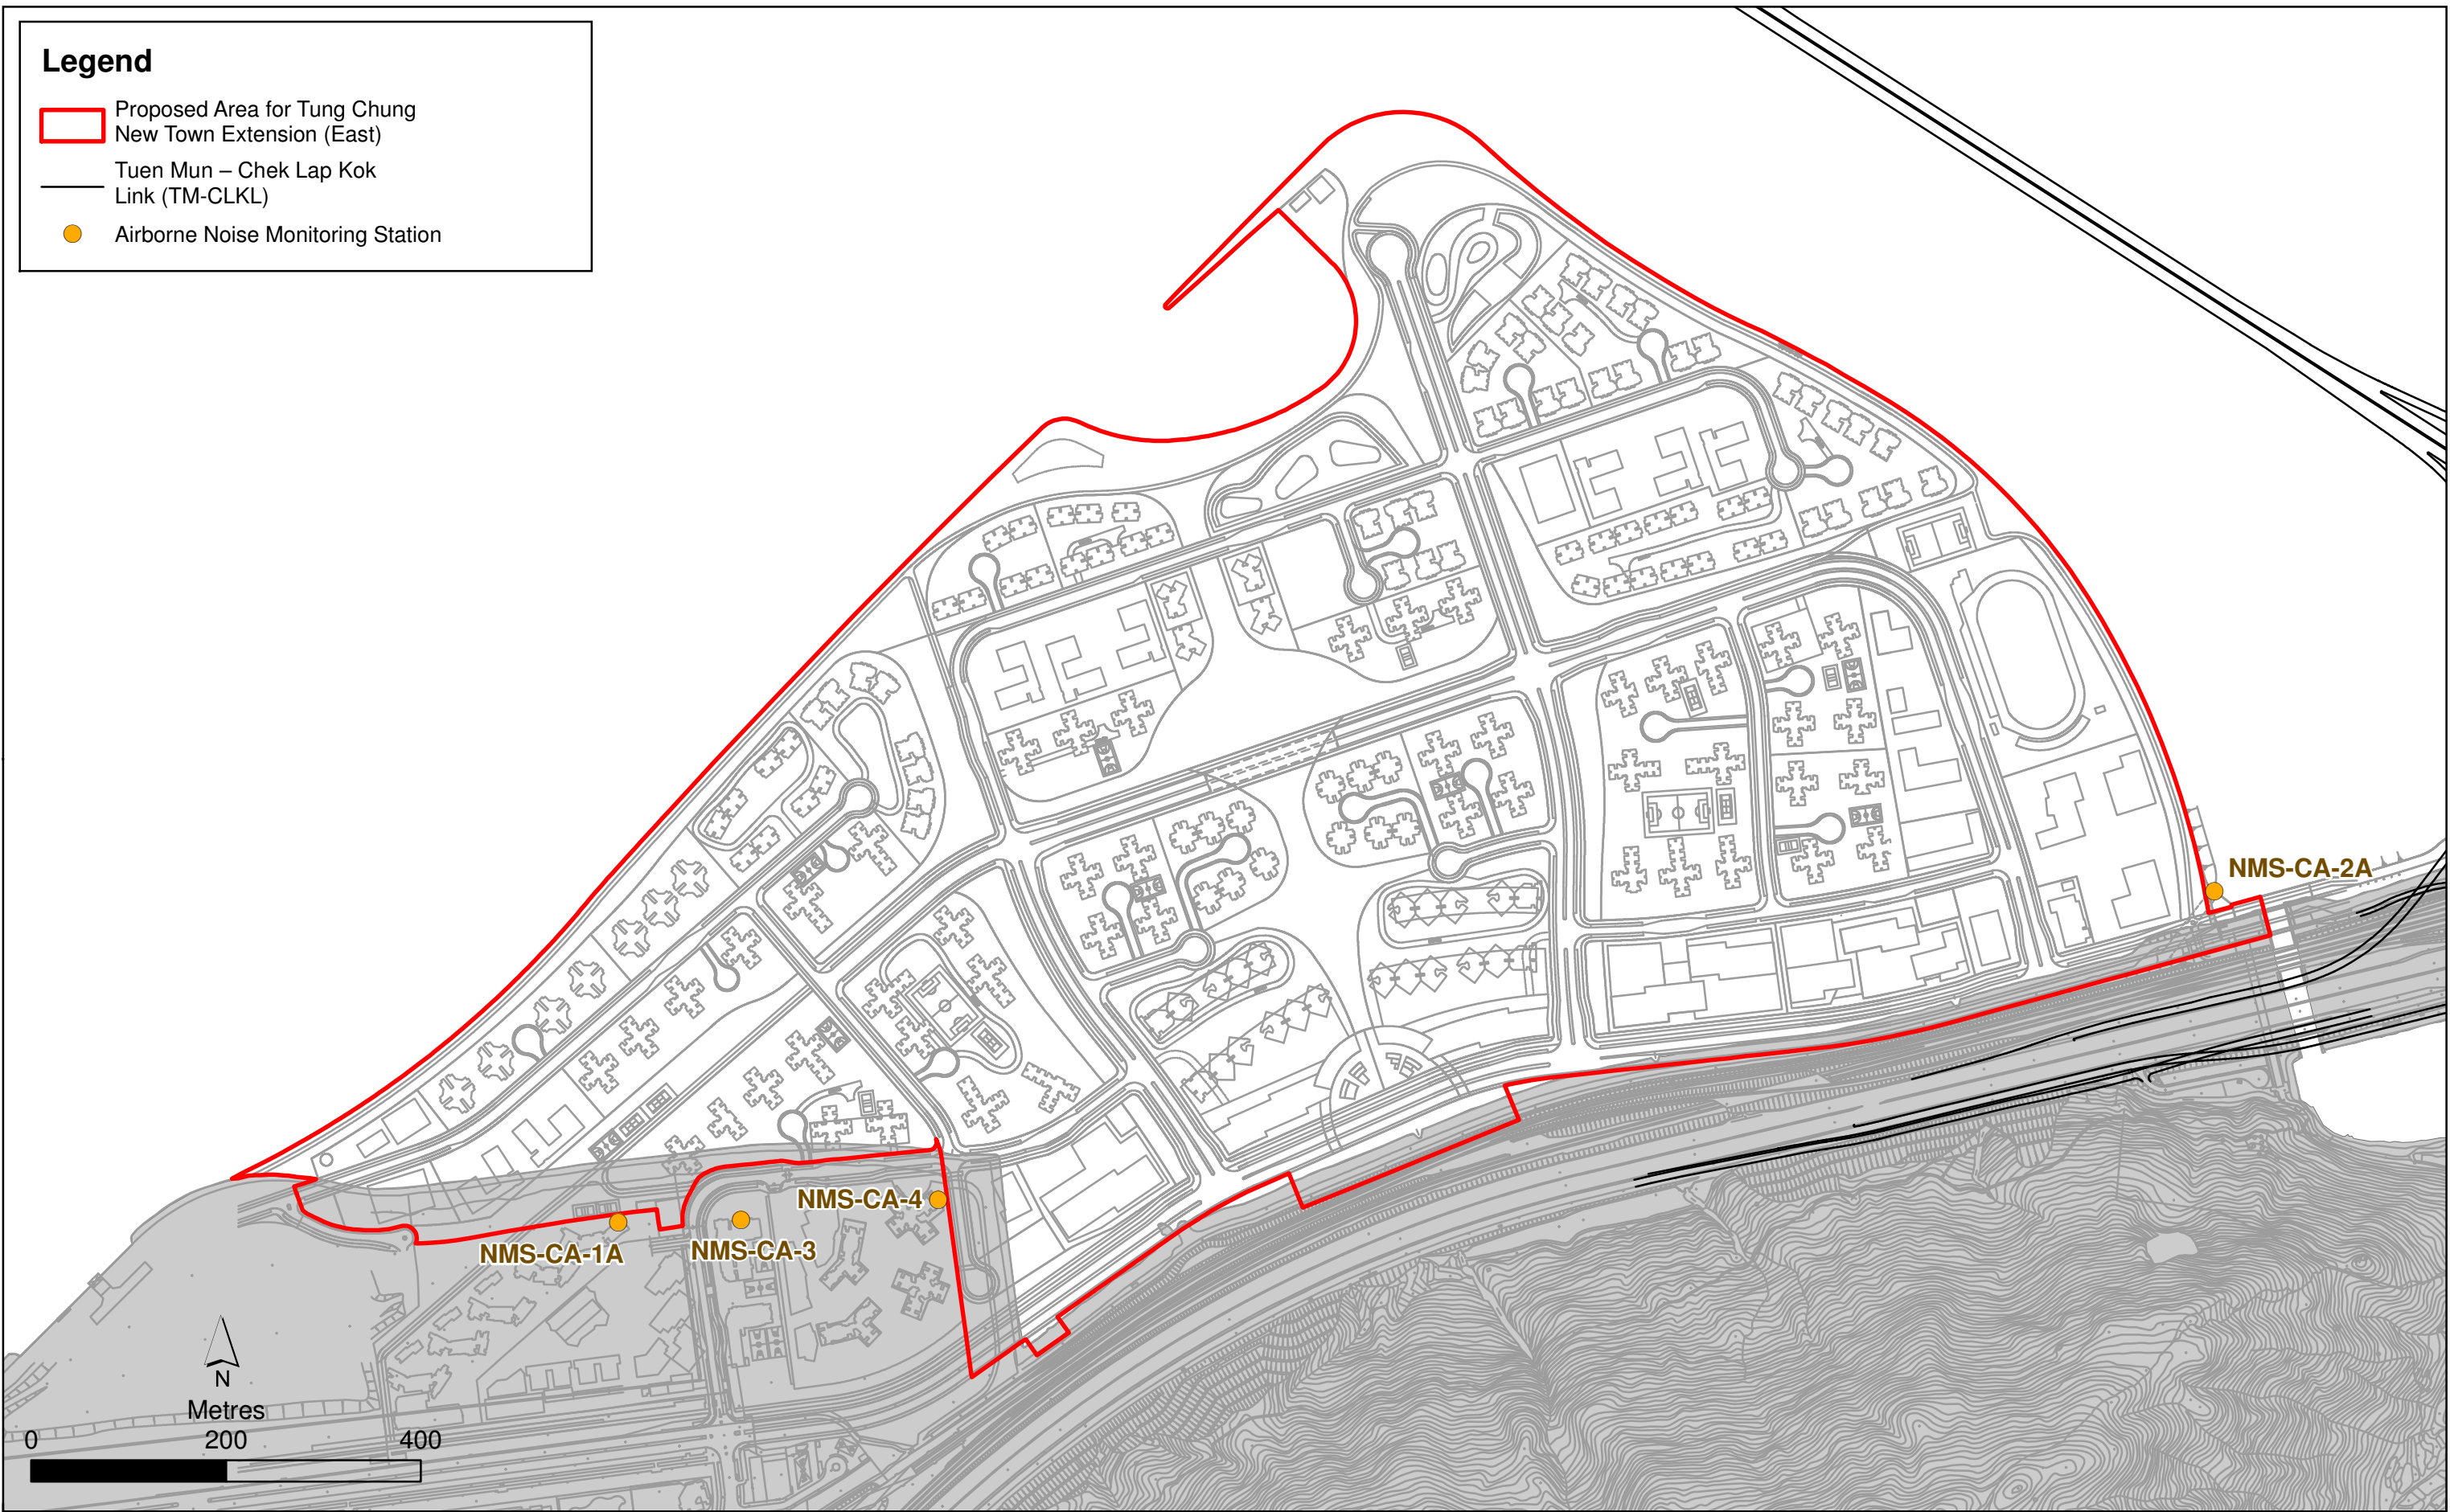 Legend
Proposed Area for Tung Chung
New Town Extension (East)
Tuen Mun – Chek Lap Kok
Link (TM-CLKL)
Airborne Noise Monitoring Station
NMS-CA-2A
NMS-CA-4
NMS-CA-1A
NMS-CA-3
N
Metres
0 200 400